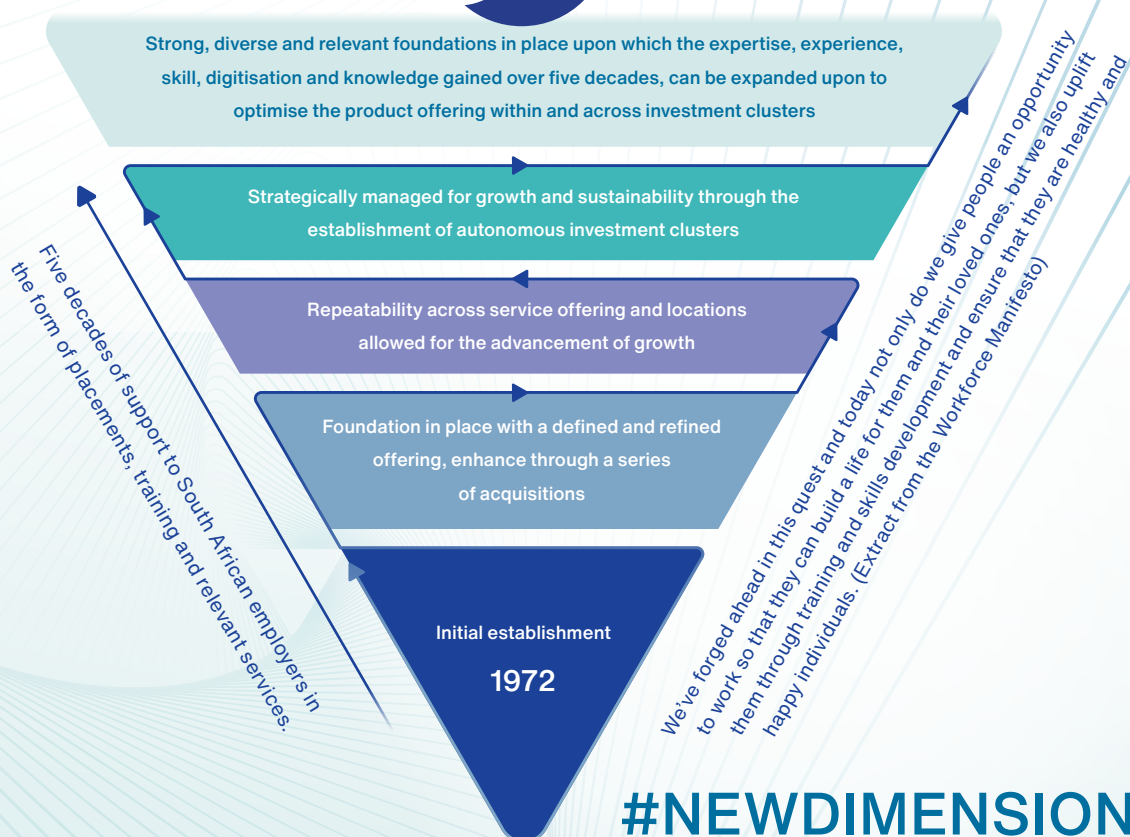 Strong, diverse and relevant foundations in place upon which the expertise, experience,
skill, digitisation and knowledge gained over five decades, can be expanded upon to
optimise the product offering within and across investment clusters
Strategically managed for growth and sustainability through the
establishment of autonomous investment clusters
Repeatability across service offering and locations
allowed for the advancement of growth
Foundation in place with a defined and refined
offering, enhance through a series
of acquisitions
Initial establishment
1972
Five decades of support to South African employers in
the form of placements, training and relevant services.
We've forged ahead in this quest and today not only do we give people an opportunity
to work so that they can build a life for them and their loved ones, but we also uplift
them through training and skills development and ensure that they are healthy and
happy individuals. (Extract from the Workforce Manifesto)
#NEWDIMENSION